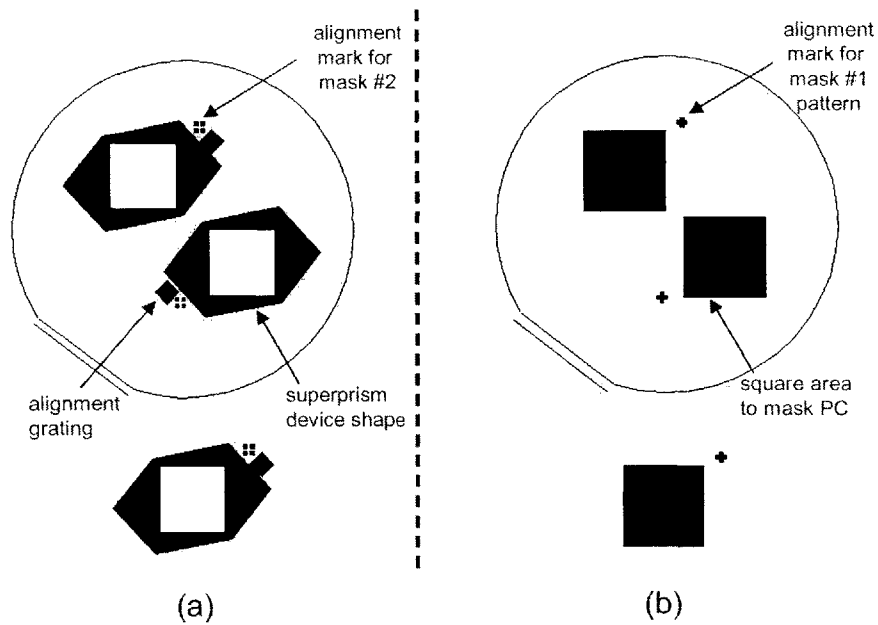 alignment
mark for
mask #2
alignment
grating
superprism
device shape
(a)
alignment
mark for
mask #1
pattern
square area
to mask PC
(b)